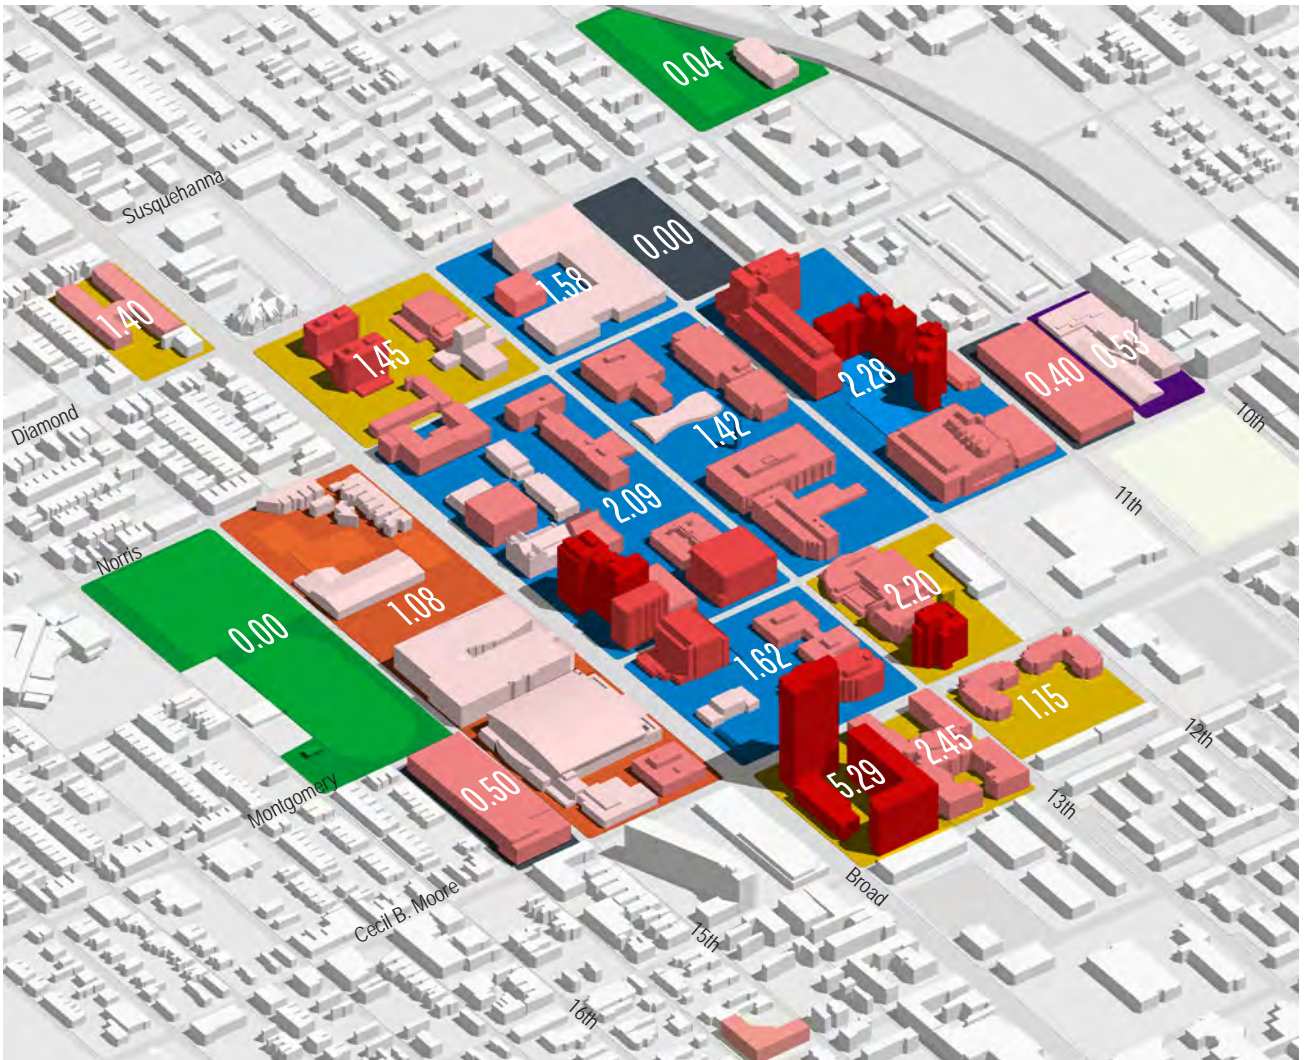 0.04
Susquehanna
0.00
1.58
1.40
1.45
0.53
0.40
2.28
Diamond
1.42
10th
2.09
11th
Norris
2.20
1.08
0.00
1.62
1.15
12th
2.45
5.29
0.50
Montgomery
13th
Broad
Cecil B. Moore
15th
16th